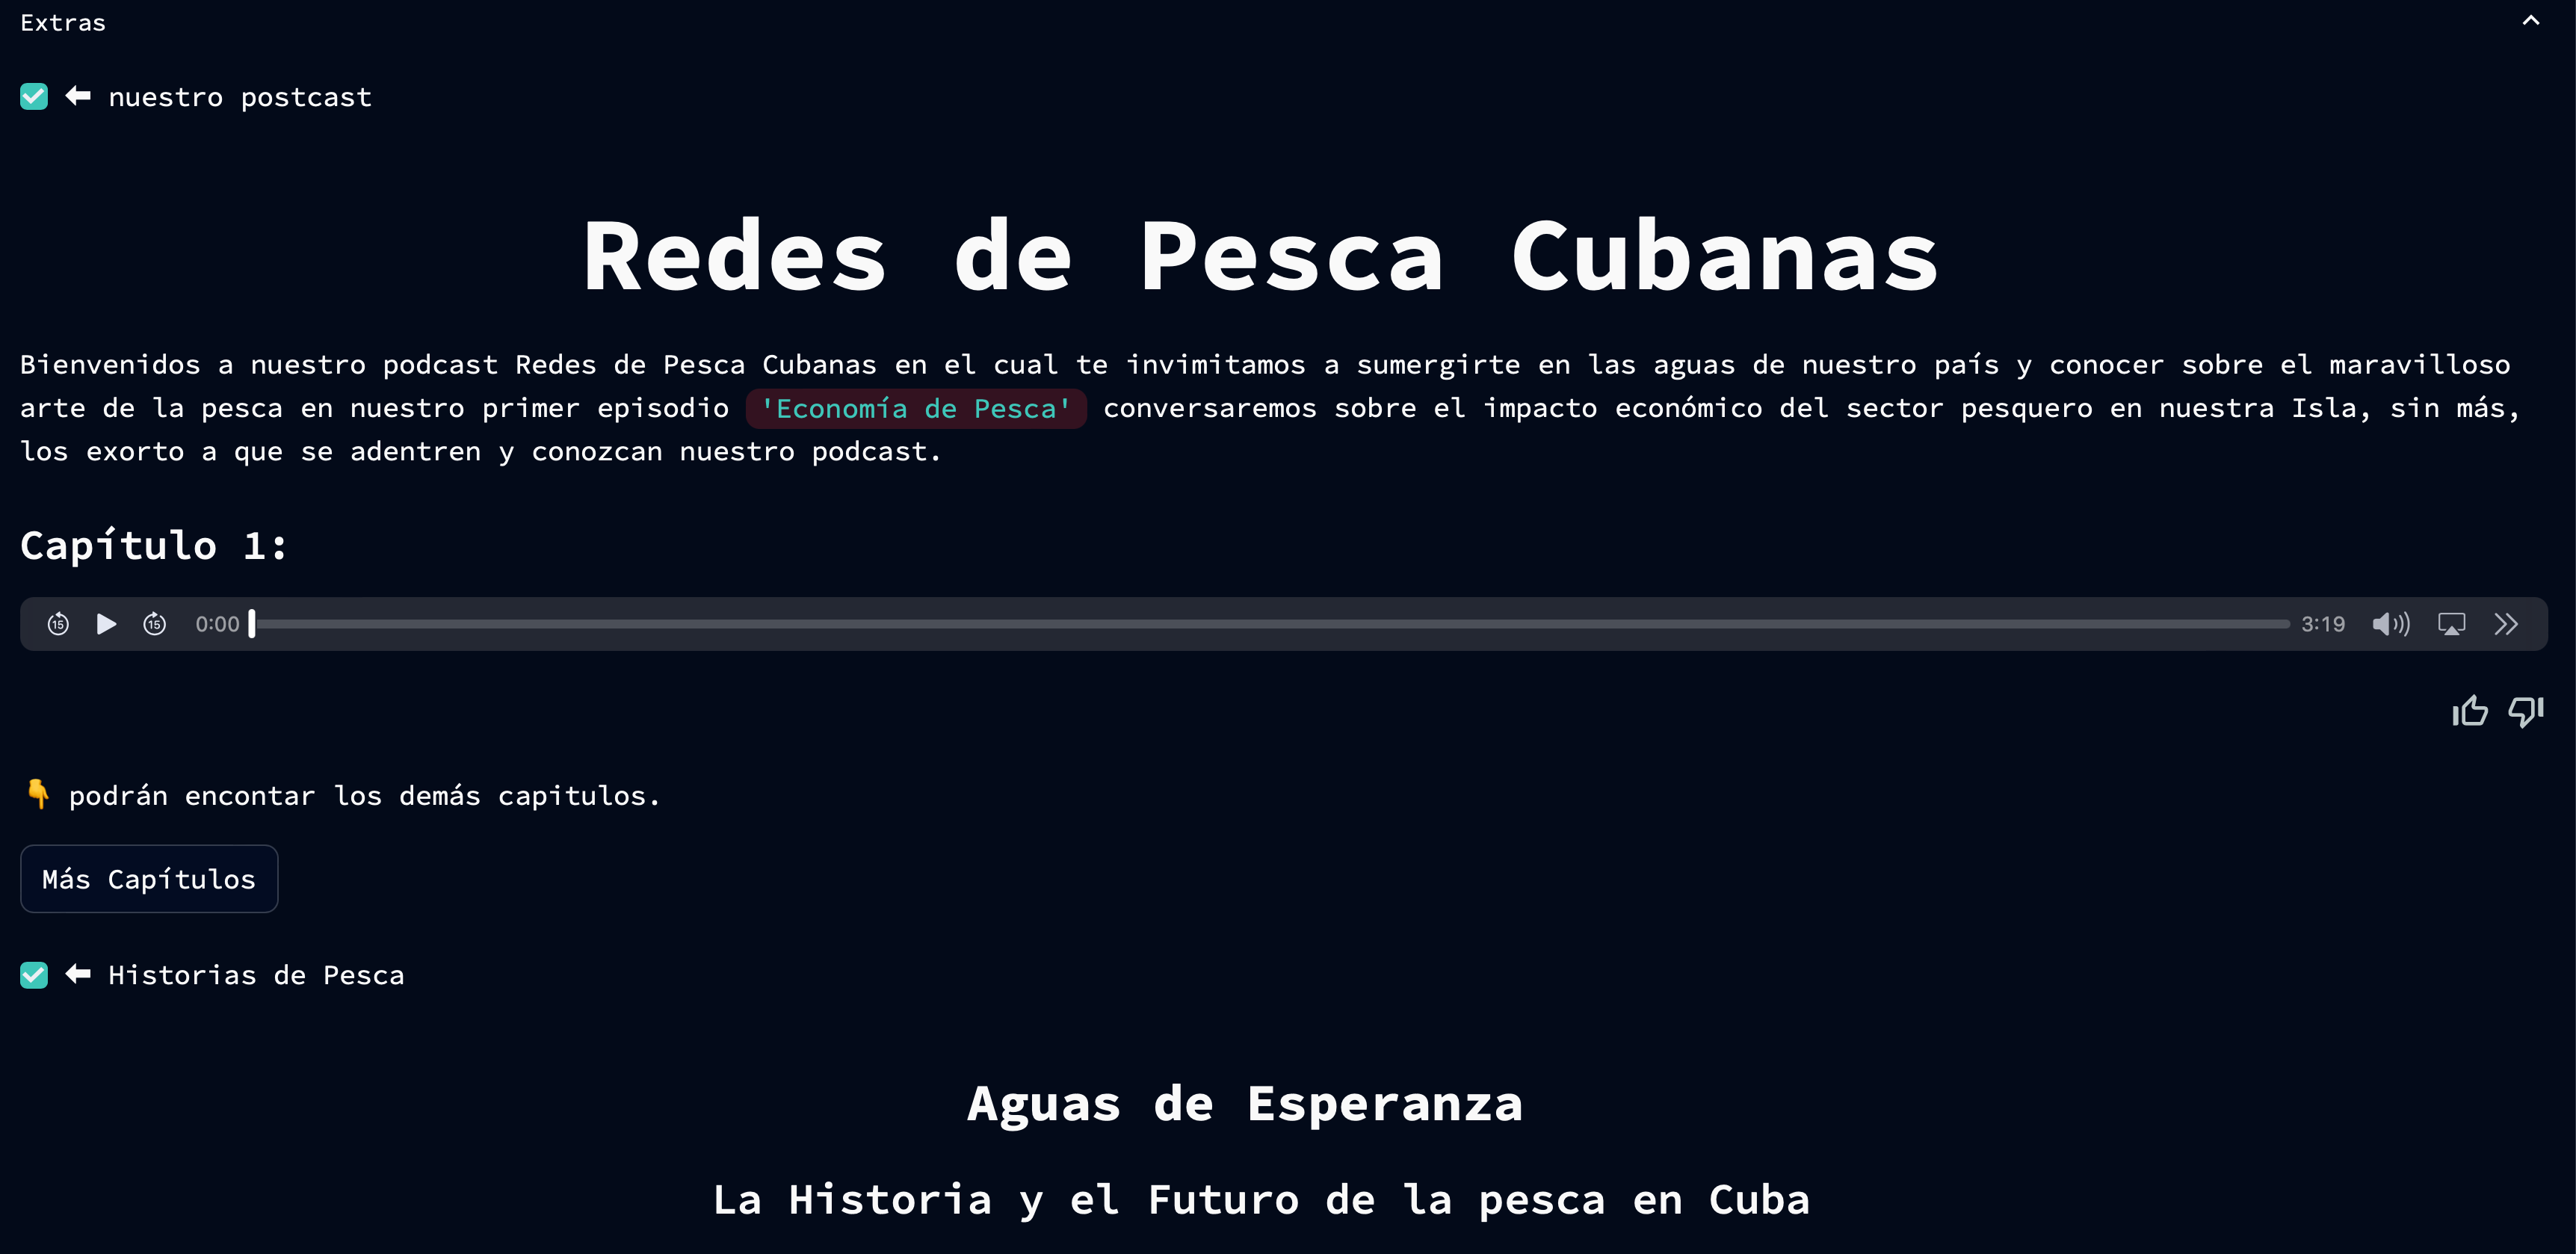 Extras
nuestro postcast
Redes de Pesca Cubanas
Bienvenidos a nuestro podcast Redes de Pesca Cubanas en el cual te invimitamos a sumergirte en las aguas de nuestro país y conocer sobre el maravilloso
arte de la pesca en nuestro primer episodio 'Economía de Pesca' conversaremos sobre el impacto económico del sector pesquero en nuestra Isla, sin más,
los exorto a que se adentren y conozcan nuestro podcast.
Capítulo 1:
15 15 0:00 3:19
podrán encontar los demás capitulos.
Más Capítulos
Historias de Pesca
Aguas de Esperanza
La Historia y el Futuro de la pesca en Cuba